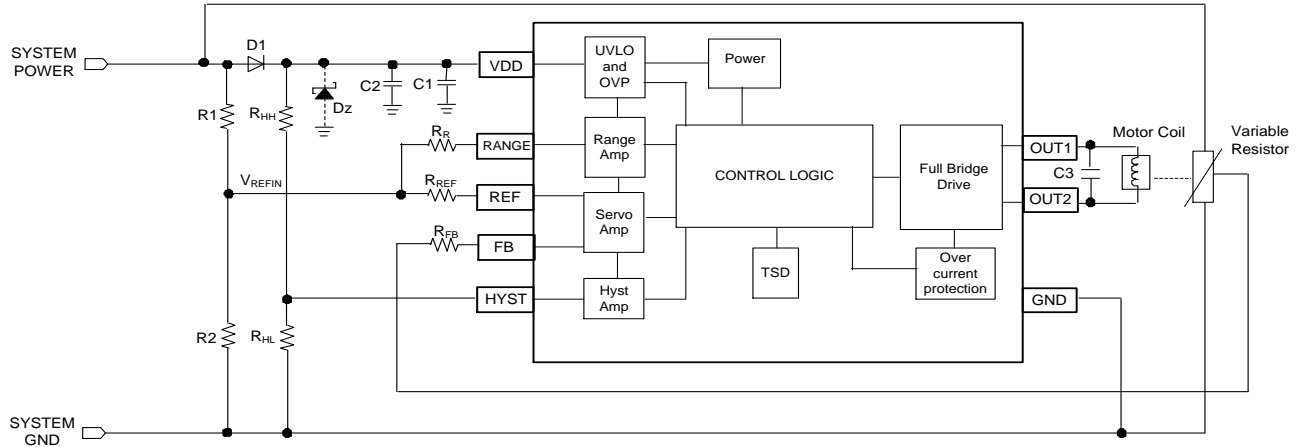 SYSTEM
POWER
D1
R1
RHH
Dz
C2
C1
VDD
UVLO
and
OVP
Power
RR
RANGE
Range
Amp
VREFIN
RREF
REF
Servo
Amp
RFB
FB
HYST
Hyst
Amp
CONTROL LOGIC
TSD
Full Bridge
Drive
Over
current
protection
OUT1
OUT2
GND
C3
Motor Coil
Variable
Resistor
R2
RHL
SYSTEM
GND